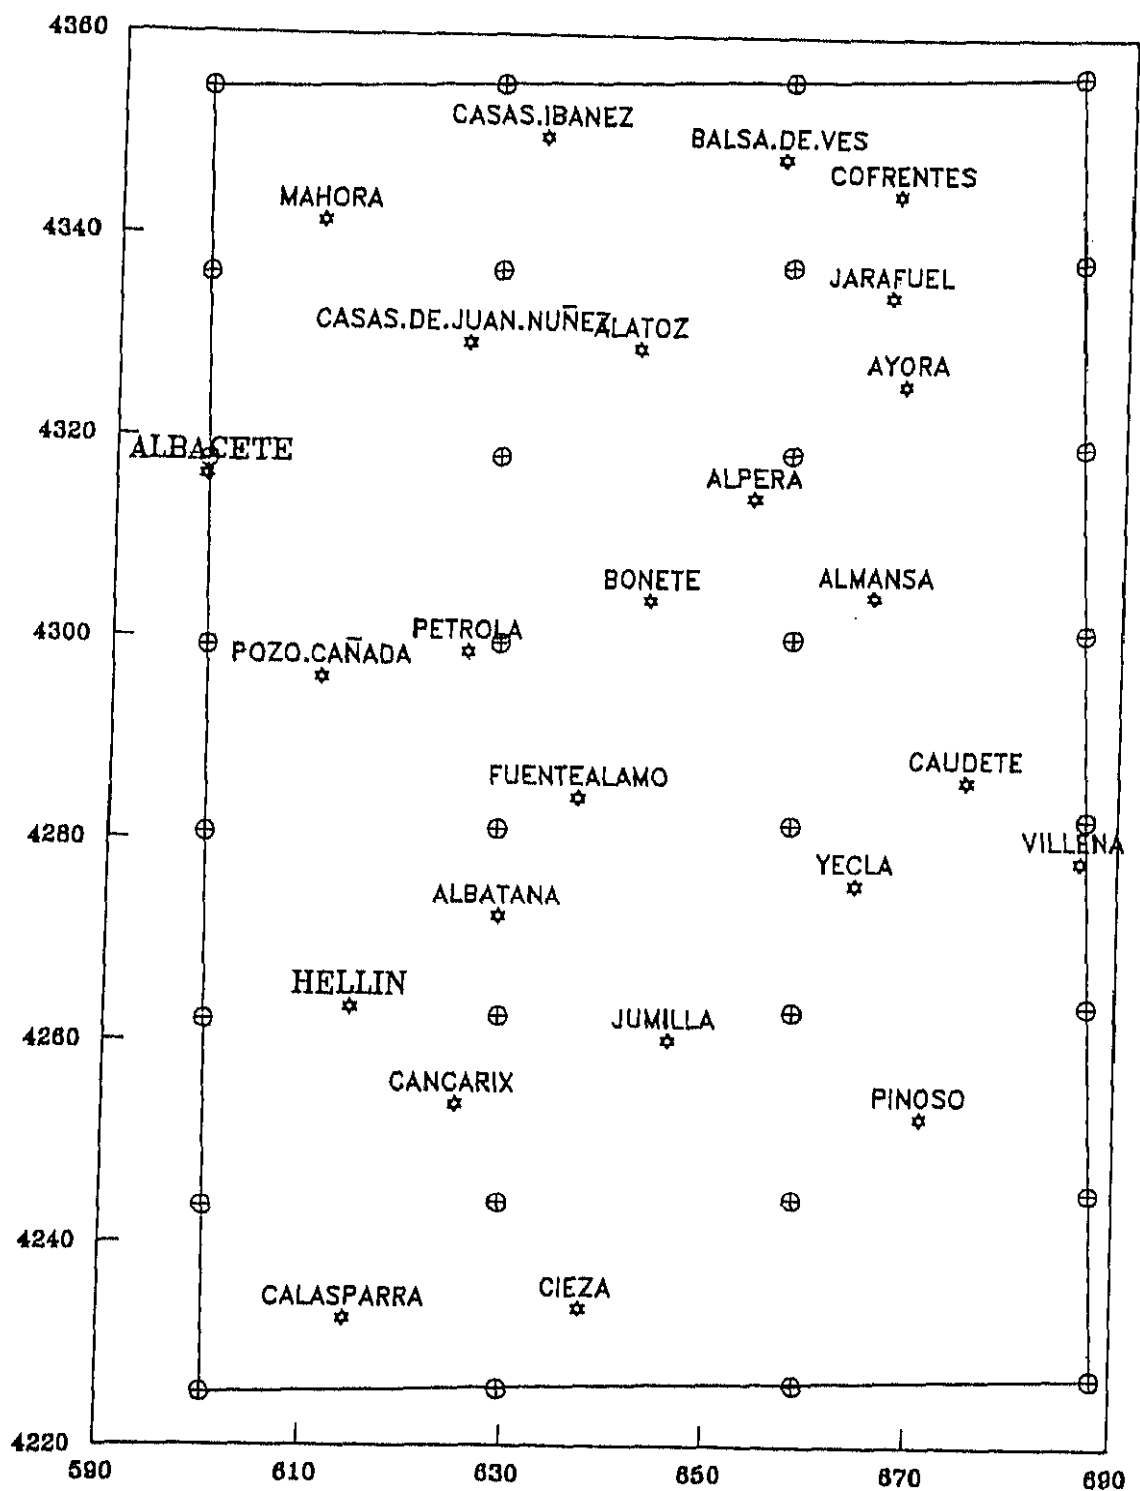 4360
CASAS.IBANEZ
BALSA.DE.VES
COFRENTES
MAHORA
4340
JARAFUEL
CASAS.DE.JUAN.NUÑEZ
ALATOZ
AYORA
4320
ALBACETE
ALPERA
BONETE
ALMANSA
4300
PETROLA
POZO.CAÑADA
CAUDETE
FUENTEALAMO
4280
VILLENA
YECLA
ALBATANA
HELLIN
JUMILLA
4260
CANCARIX
PINOSO
4240
CIEZA
CALASPARRA
4220
590 610 630 650 670 690